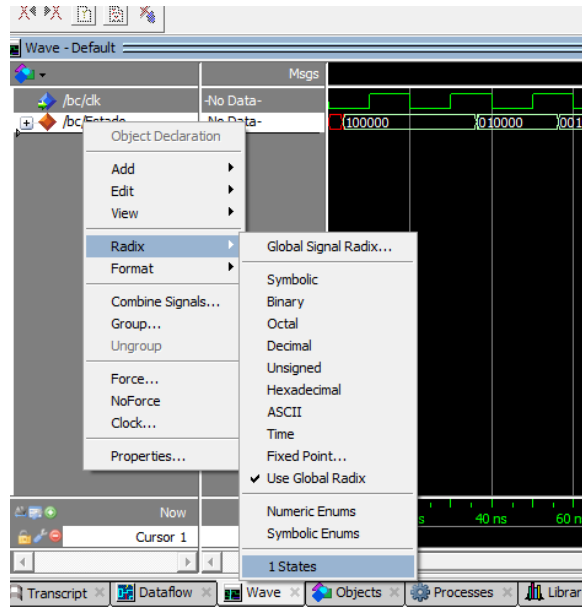 Wave - Default
Msgs
/bc/clk
-No Data-
/bc/Estado
-No Data-
100000
010000
001
Object Declaration
Add
Edit
View
Radix
Format
Combine Signals...
Group...
Ungroup
Force...
NoForce
Clock...
Properties...
Global Signal Radix...
Symbolic
Binary
Octal
Decimal
Unsigned
Hexadecimal
ASCII
Time
Fixed Point...
Use Global Radix
Numeric Enums
Symbolic Enums
1 States
Now
s
40 ns
60 n
Cursor 1
Transcript
Dataflow
Wave
Objects
Processes
Librar